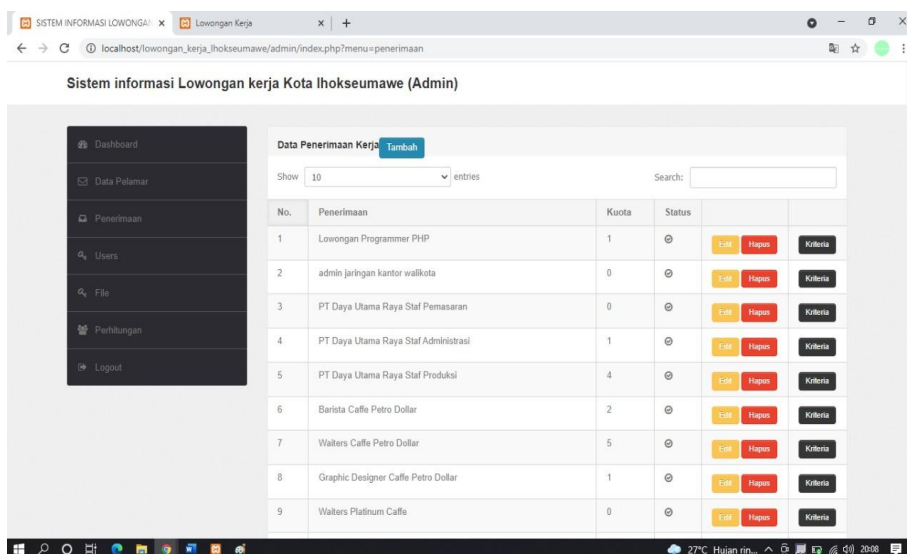 SISTEM INFORMASI LOWONGAN
Lowongan Kerja
localhost/lowongan_kerja_lhokseumawe/admin/index.php?menu=penerimaan
Sistem informasi Lowongan kerja Kota lhokseumawe (Admin)
Dashboard
Data Pelamar
Penerimaan
Users
File
Perhitungan
Logout
Data Penerimaan Kerja Tambah
Show 10 entries Search:
No. Penerimaan Kuota Status
1 Lowongan Programmer PHP 1 Edit Hapus Kriteria
2 admin jaringan kantor walikota 0 Edit Hapus Kriteria
3 PT Daya Utama Raya Staf Pemasaran 0 Edit Hapus Kriteria
4 PT Daya Utama Raya Staf Administrasi 1 Edit Hapus Kriteria
5 PT Daya Utama Raya Staf Produksi 4 Edit Hapus Kriteria
6 Barista Caffe Petro Dollar 2 Edit Hapus Kriteria
7 Waiters Caffe Petro Dollar 5 Edit Hapus Kriteria
8 Graphic Designer Caffe Petro Dollar 1 Edit Hapus Kriteria
9 Waiters Platinum Caffe 0 Edit Hapus Kriteria
27°C Hujan rin... 20:08